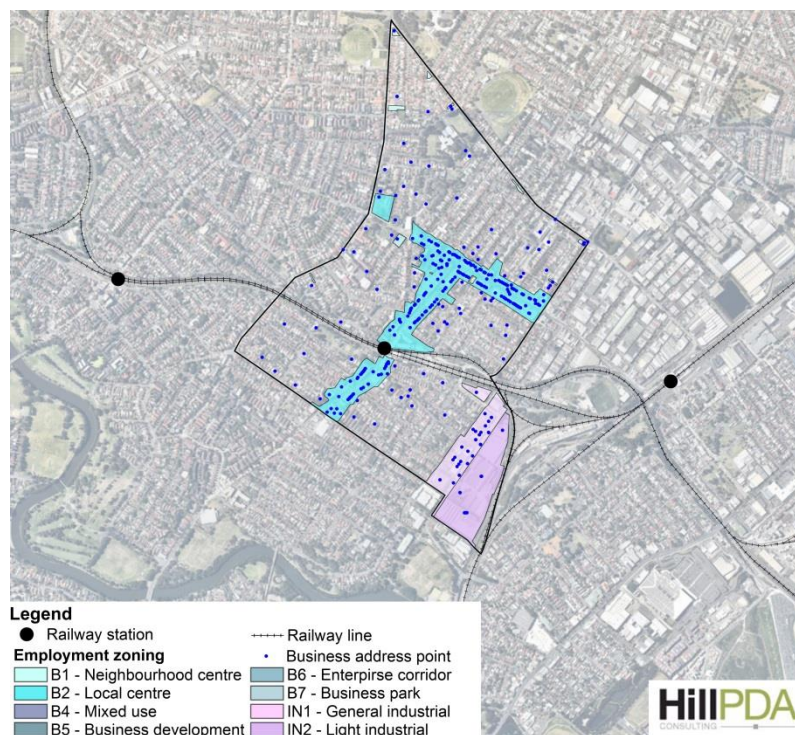 Legend
Railway station
Railway line
Employment zoning
Business address point
B1 - Neighbourhood centre
B6 - Enterpirse corridor
B2 - Local centre
B7 - Business park
B4 - Mixed use
IN1 - General industrial
B5 - Business development
IN2 - Light industrial
HillPDA
CONSULTING